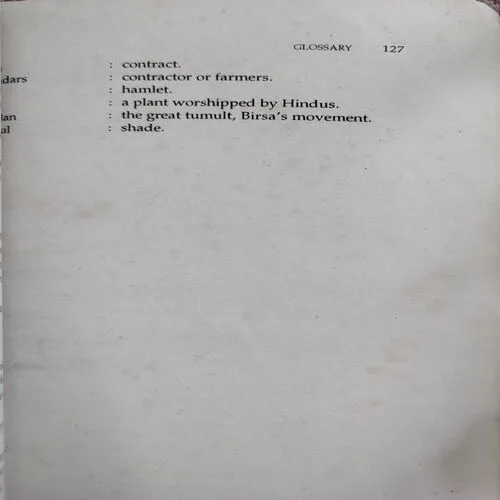 GLOSSARY 127
: contract.
dars : contractor or farmers.
: hamlet.
: a plant worshipped by Hindus.
lan : the great tumult, Birsa's movement.
ul : shade.